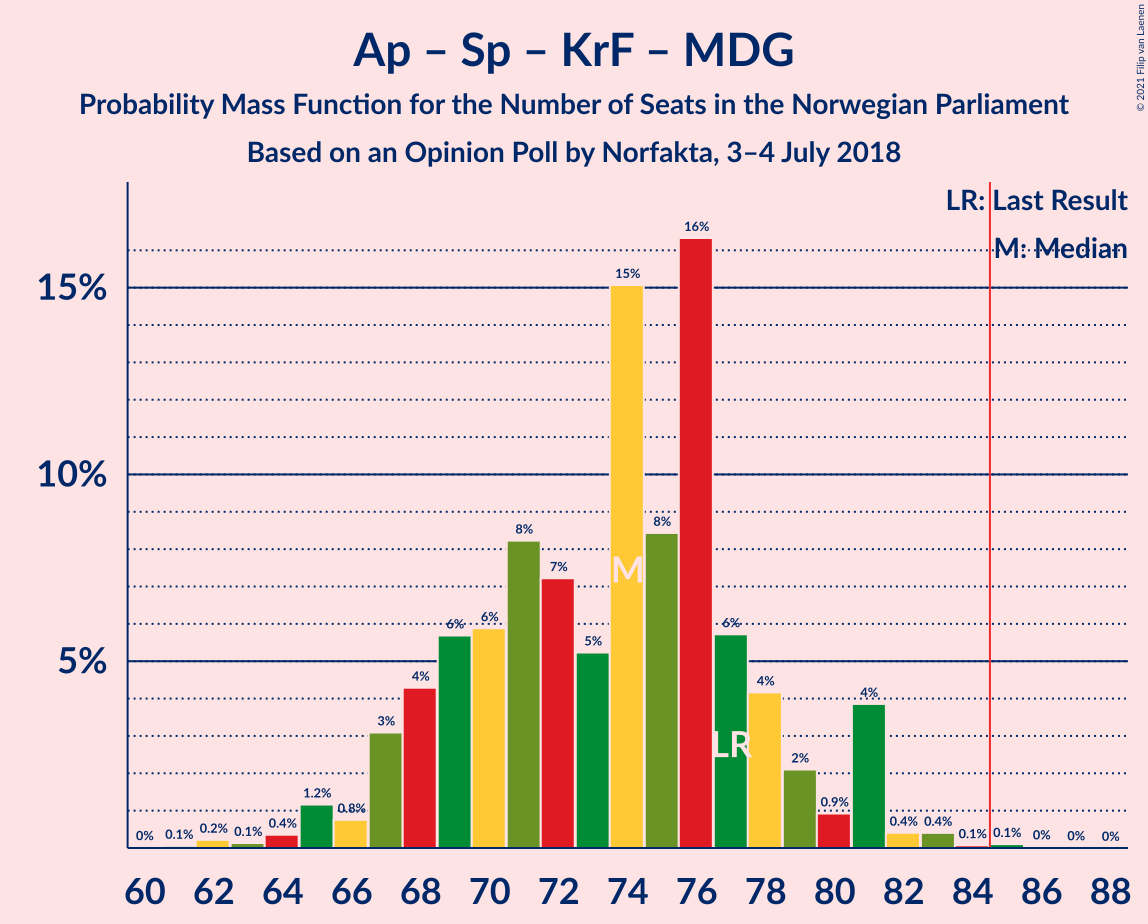 Ap – Sp – KrF – MDG
Probability Mass Function for the Number of Seats in the Norwegian Parliament
Based on an Opinion Poll by Norfakta, 3–4 July 2018
© 2021 Filip van Laenen
LR: Last Result
M: Median
15%
10%
5%
0% 0.1% 0.2% 0.1% 0.4% 1.2% 0.8% 3% 4% 6% 6% 8% 7% 5% 15% 8% 16% 6% 4% 2% 0.9% 4% 0.4% 0.4% 0.1% 0.1% 0% 0% 0%
M
LR
60 62 64 66 68 70 72 74 76 78 80 82 84 86 88